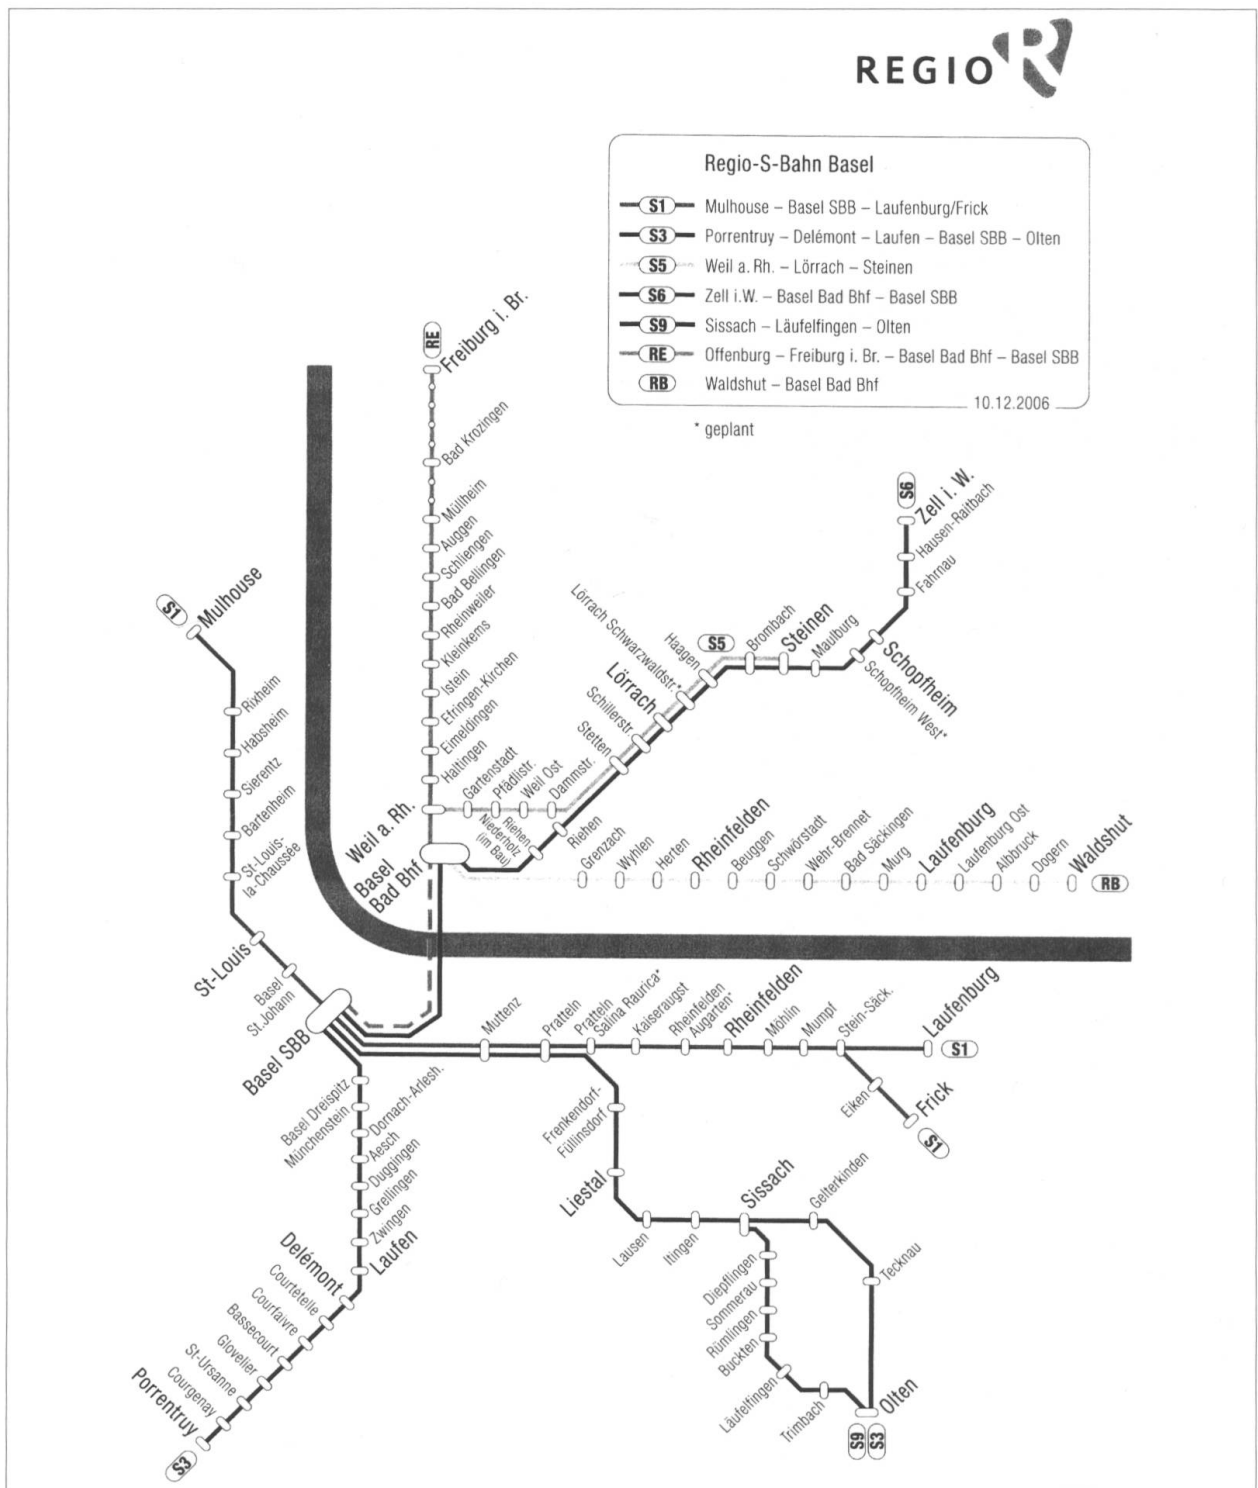 REGIO R
Regio-S-Bahn Basel
S1 Mulhouse – Basel SBB – Laufenburg/Frick
S3 Porrentruy – Delémont – Laufen – Basel SBB – Olten
S5 Weil a. Rh. – Lörrach – Steinen
S6 Zell i.W. – Basel Bad Bhf – Basel SBB
S9 Sissach – Läufelfingen – Olten
RE Offenburg – Freiburg i. Br. – Basel Bad Bhf – Basel SBB
RB Waldshut – Basel Bad Bhf
10.12.2006
* geplant
RE
Freiburg i. Br.
Bad Krozingen
Müllheim
Auggen
Schliengen
Bad Bellingen
Rheinweiler
Kleinkems
Istein
Efringen-Kirchen
Eimeldingen
Haltingen
Weil a. Rh.
Basel
Bad Bhf
S1
Mulhouse
Rixheim
Habsheim
Sierentz
Bartenheim
St-Louis-
la-Chaussée
St-Louis
Basel
St.Johann
Basel SBB
Gartenstadt
Pfädlistr.
Weil Ost
Dammstr.
Stetten
Schillerstr.
Lörrach
Lörrach Schwarzwaldstr.*
Haagen
S5
Brombach
Steinen
Maulburg
Schopfheim West*
Schopfheim
Fahrnau
Hausen-Raitbach
Zell i. W.
S6
Riehen
Niederholz
(im Bau)
Riehen
Grenzach
Wyhlen
Herten
Rheinfelden
Beuggen
Schwörstadt
Wehr-Brennet
Bad Säckingen
Murg
Laufenburg
Laufenburg Ost
Albbruck
Dogern
Waldshut
RB
Muttenz
Pratteln
Pratteln
Salina Raurica*
Kaiseraugst
Rheinfelden
Augarten*
Rheinfelden
Möhlin
Mumpf
Stein-Säck.
Laufenburg
S1
Eiken
Frick
S1
Frenkendorf-
Füllinsdorf
Liestal
Lausen
Itingen
Sissach
Gelterkinden
Tecknau
Diepflingen
Sommerau
Rümlingen
Buckten
Läufelfingen
Trimbach
Olten
S9
S3
Basel Dreispitz
Münchenstein
Dornach-Arlesh.
Aesch
Duggingen
Grellingen
Zwingen
Laufen
Delémont
Courtételle
Courfaivre
Bassecourt
Glovelier
St-Ursanne
Courgenay
Porrentruy
S3